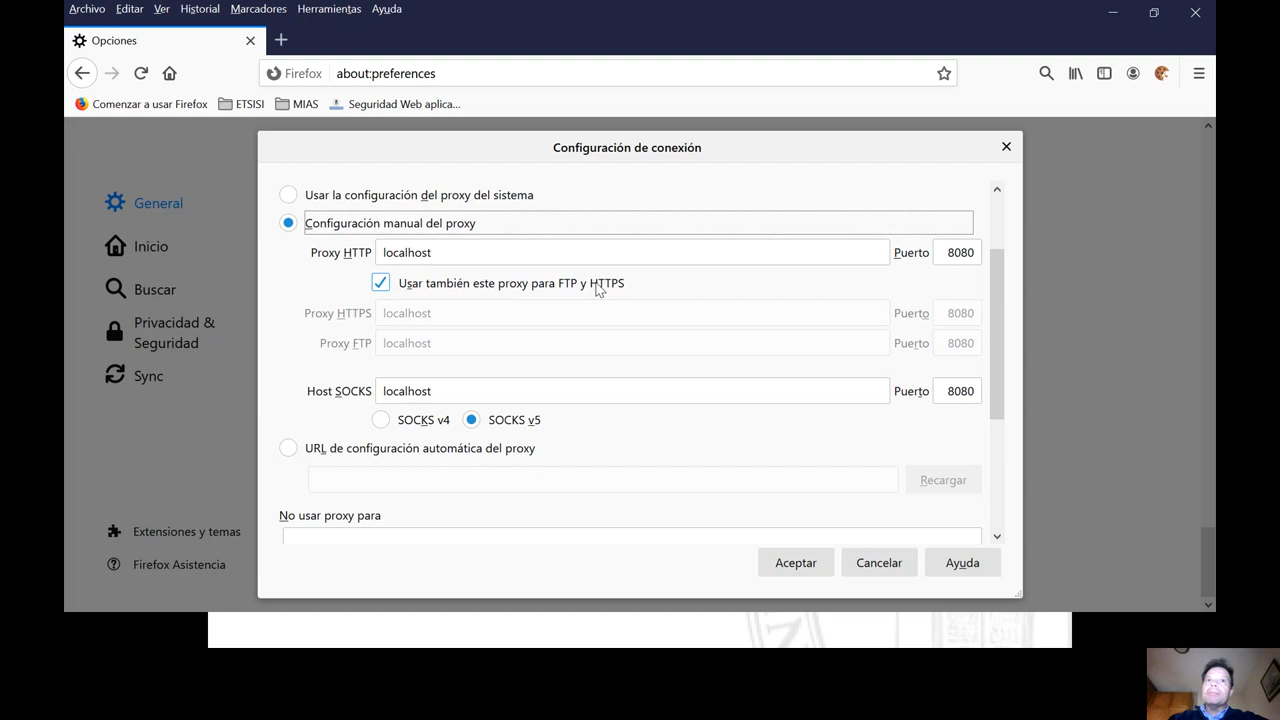 Archivo Editar Ver Historial Marcadores Herramientas Ayuda
Opciones
Firefox about:preferences
Comenzar a usar Firefox ETSISI MIAS Seguridad Web aplica...
Configuración de conexión
General
Inicio
Buscar
Privacidad &
Seguridad
Sync
Extensiones y temas
Firefox Asistencia
Usar la configuración del proxy del sistema
Configuración manual del proxy
Proxy HTTP localhost Puerto 8080
Usar también este proxy para FTP y HTTPS
Proxy HTTPS localhost Puerto 8080
Proxy FTP localhost Puerto 8080
Host SOCKS localhost Puerto 8080
SOCKS v4 SOCKS v5
URL de configuración automática del proxy
Recargar
No usar proxy para
Aceptar Cancelar Ayuda